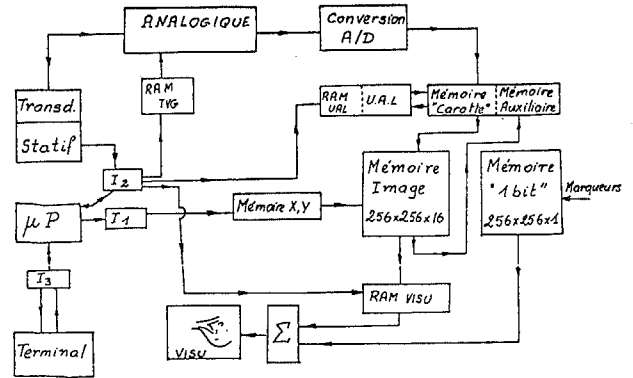 ANALOGIQUE
Conversion
A/D
Transd.
Statif
RAM
TVG
RAM
UAL
U.A.L
Mémoire
"Carotte"
Mémoire
Auxiliaire
I2
μP
I1
Mémoire X,Y
Mémoire
Image
256x256x16
Mémoire
"1 bit"
256x256x1
Marqueurs
I3
Terminal
RAM VISU
Σ
VISU